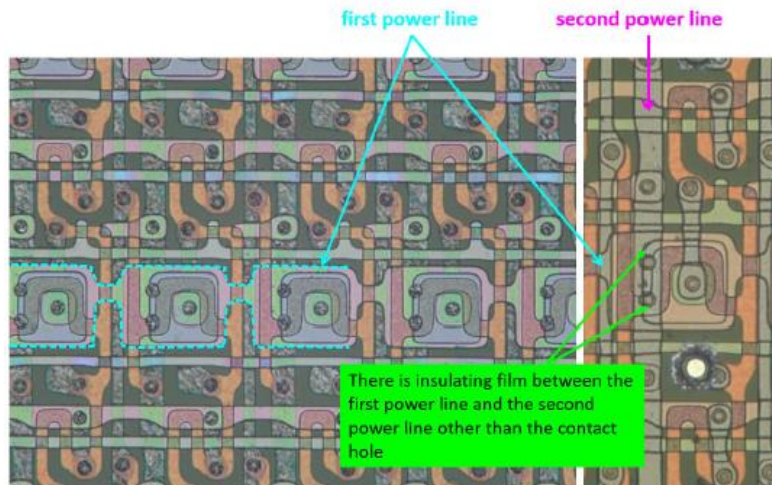 first power line
second power line
There is insulating film between the
first power line and the second
power line other than the contact
hole